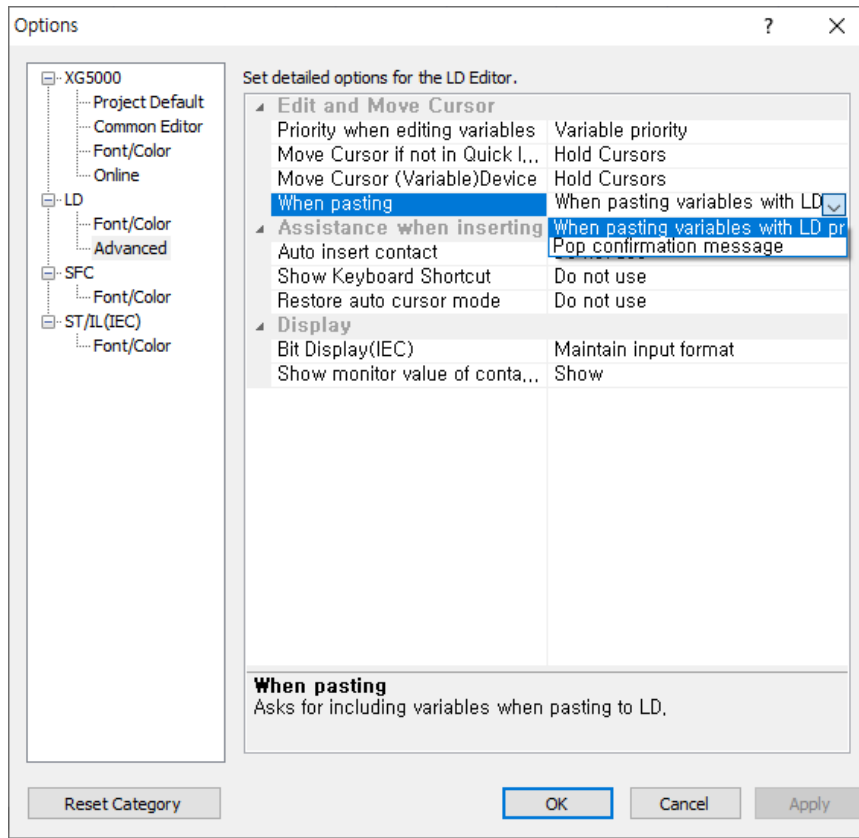 Options
?
XG5000
Project Default
Common Editor
Font/Color
Online
LD
Font/Color
Advanced
SFC
Font/Color
ST/IL(IEC)
Font/Color
Set detailed options for the LD Editor.
Edit and Move Cursor
Priority when editing variables Variable priority
Move Cursor if not in Quick I... Hold Cursors
Move Cursor (Variable)Device Hold Cursors
When pasting When pasting variables with LD
When pasting variables with LD pr
Pop confirmation message
Assistance when inserting
Auto insert contact
Show Keyboard Shortcut Do not use
Restore auto cursor mode Do not use
Display
Bit Display(IEC) Maintain input format
Show monitor value of conta... Show
When pasting
Asks for including variables when pasting to LD.
Reset Category
OK
Cancel
Apply